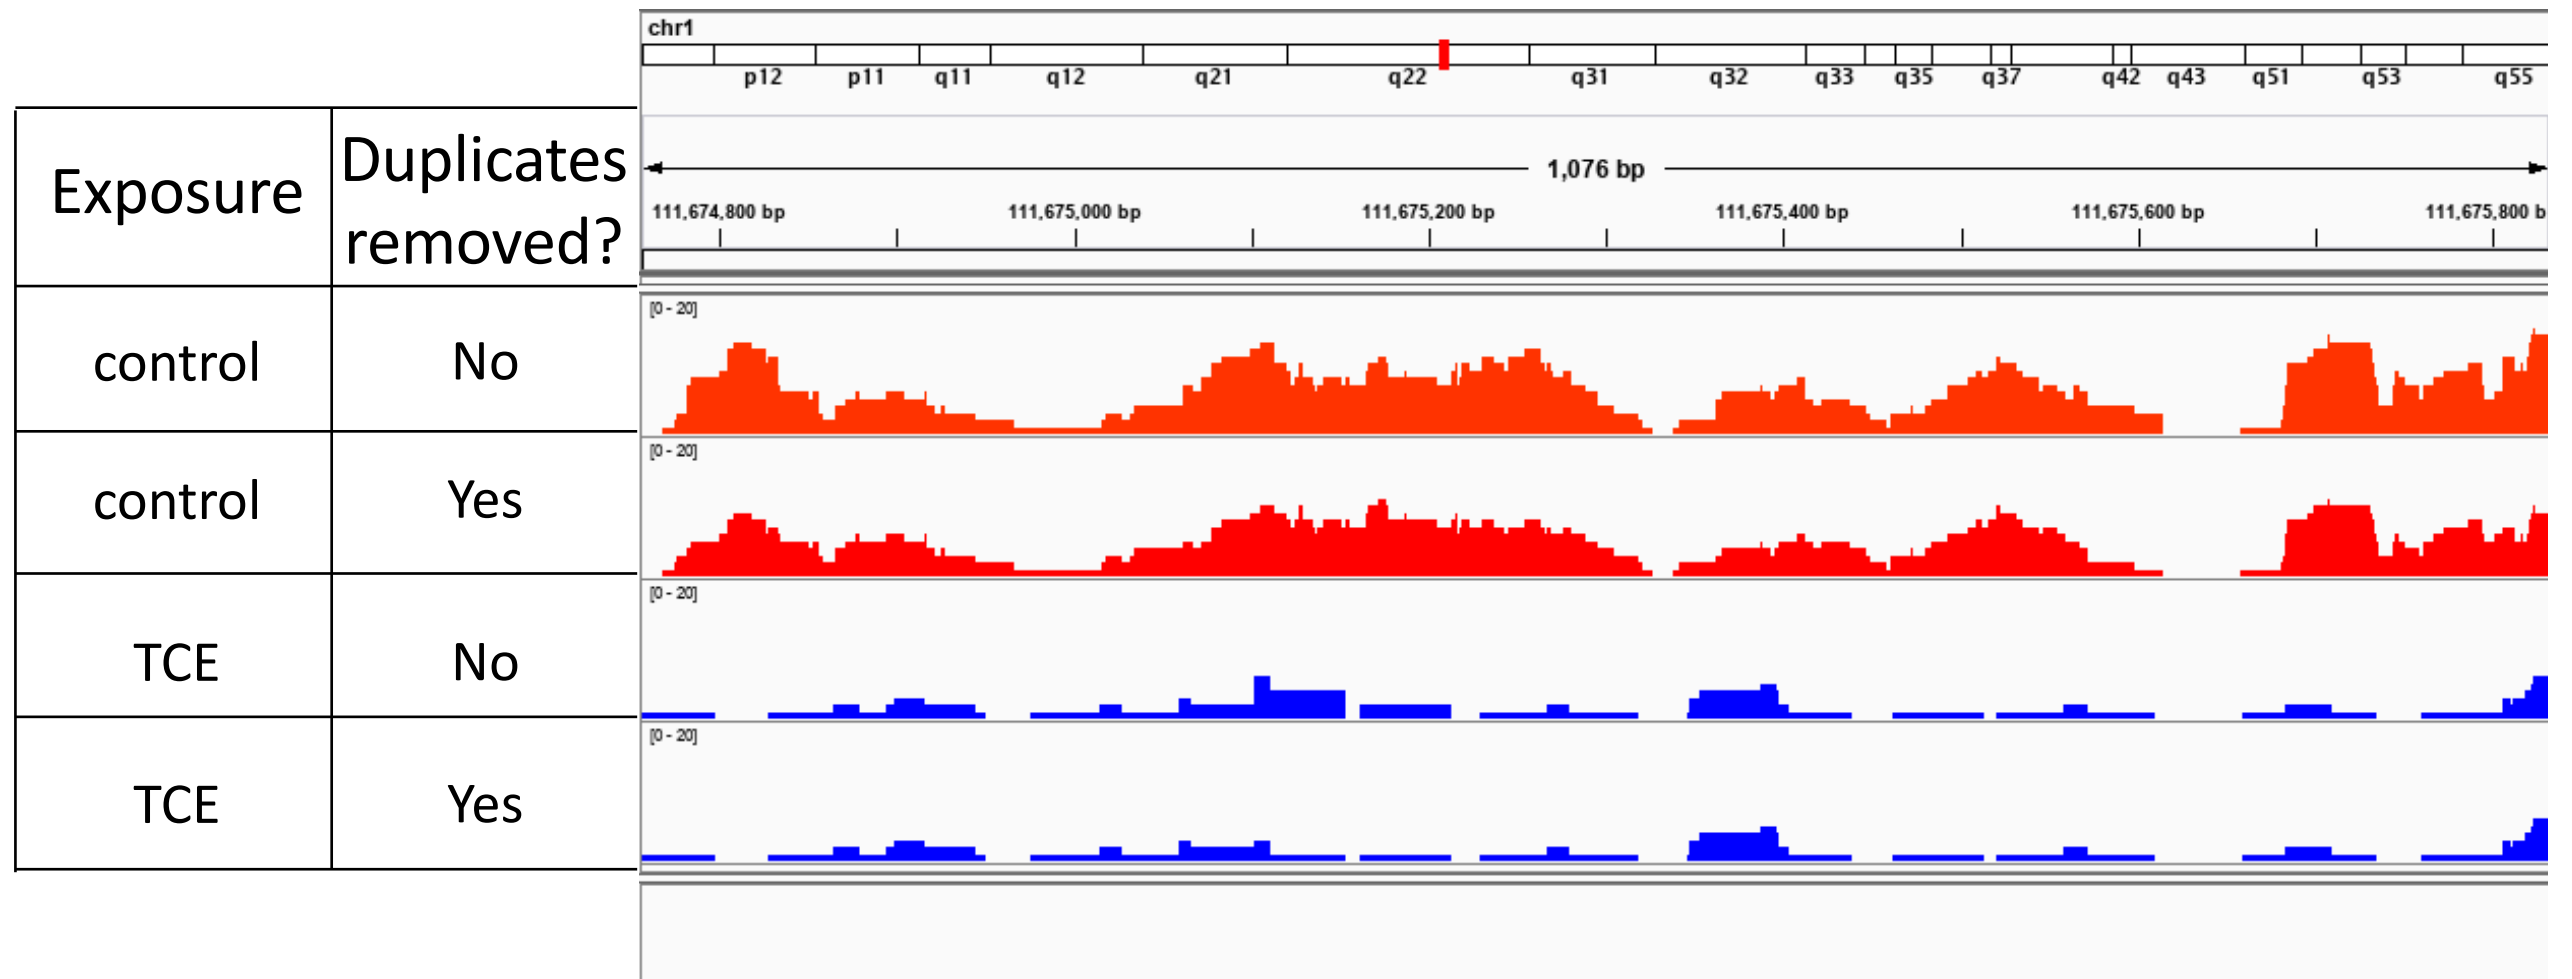 chr1
p12 p11 q11 q12 q21 q22 q31 q32 q33 q35 q37 q42 q43 q51 q53 q55
1,076 bp
111,674,800 bp 111,675,000 bp 111,675,200 bp 111,675,400 bp 111,675,600 bp 111,675,800 b
Exposure
Duplicates
removed?
[0 - 20]
control No
[0 - 20]
control Yes
[0 - 20]
TCE No
[0 - 20]
TCE Yes